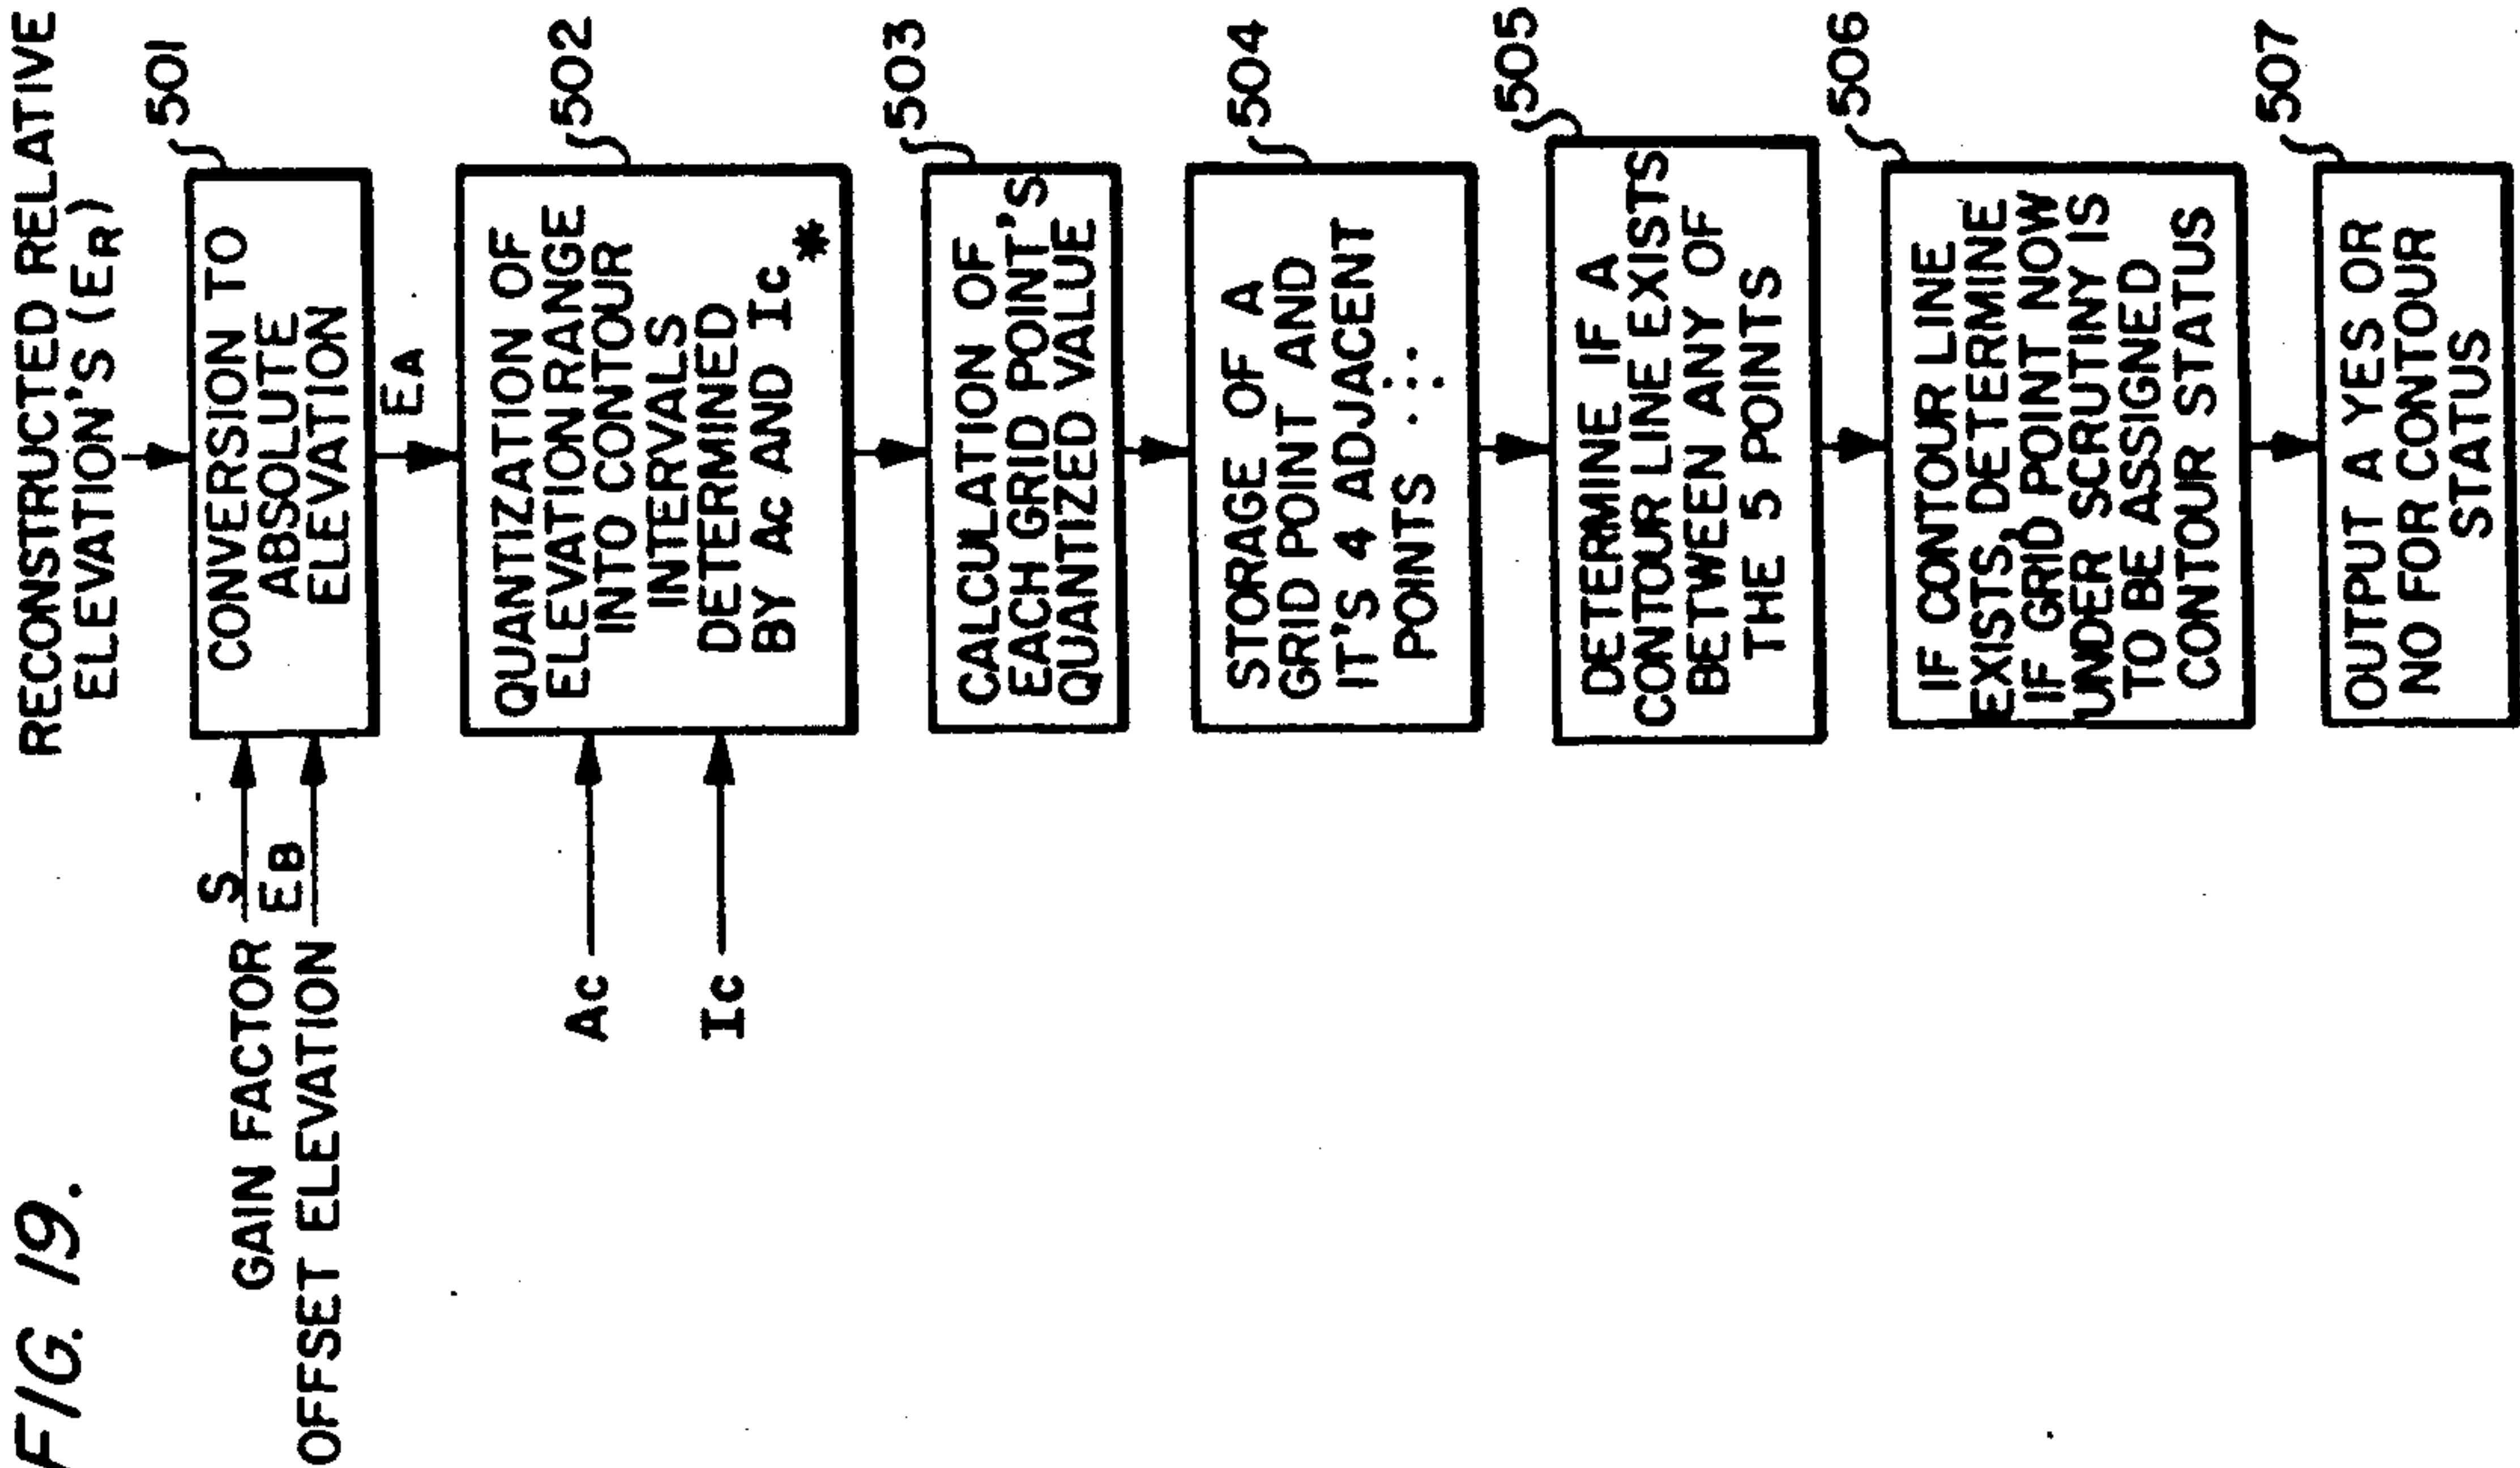 FIG. 19.
RECONSTRUCTED RELATIVE
ELEVATION'S (ER)
GAIN FACTOR
S
OFFSET ELEVATION
EB
501
CONVERSION TO
ABSOLUTE
ELEVATION
EA
502
Ac
Ic
QUANTIZATION OF
ELEVATION RANGE
INTO CONTOUR
INTERVALS
DETERMINED
BY Ac AND Ic *
503
CALCULATION OF
EACH GRID POINT'S
QUANTIZED VALUE
504
STORAGE OF A
GRID POINT AND
IT'S 4 ADJACENT
POINTS
505
DETERMINE IF A
CONTOUR LINE EXISTS
BETWEEN ANY OF
THE 5 POINTS
506
IF CONTOUR LINE
EXISTS, DETERMINE
IF GRID POINT NOW
UNDER SCRUTINY IS
TO BE ASSIGNED
CONTOUR STATUS
507
OUTPUT A YES OR
NO FOR CONTOUR
STATUS